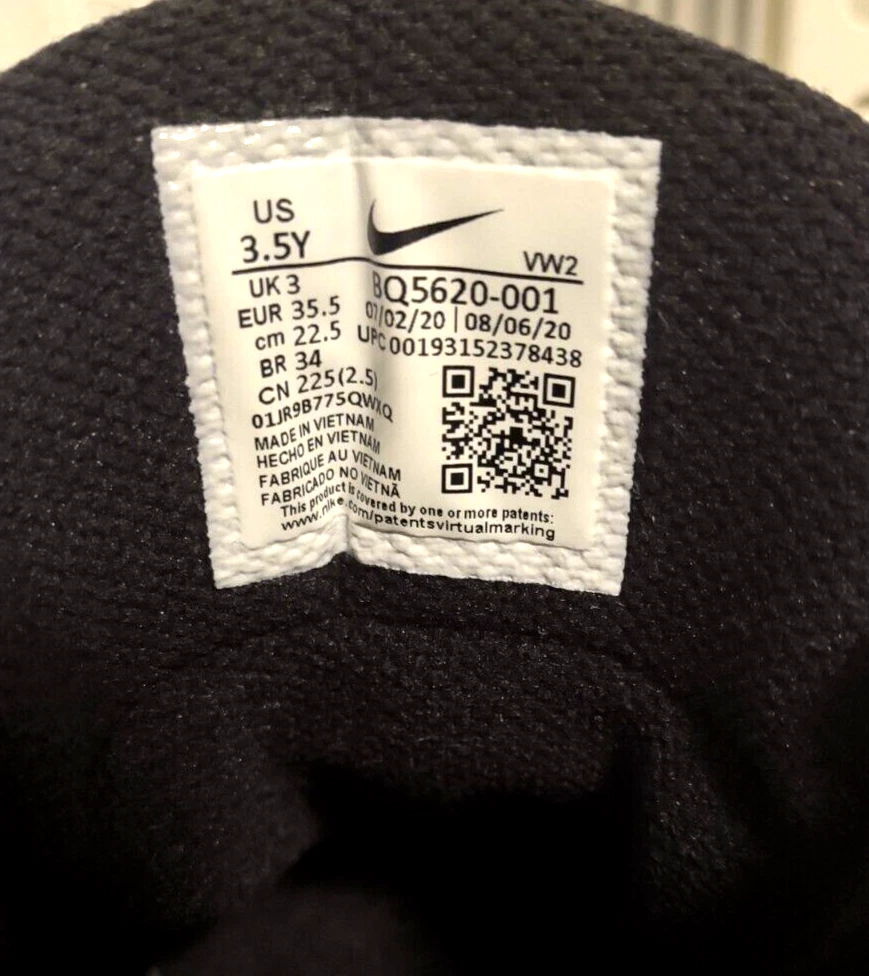 US
3.5Y
VW2
UK 3
EUR 35.5
cm 22.5
BR 34
CN 225(2.5)
01JR9B775QWXQ
MADE IN VIETNAM
HECHO EN VIETNAM
FABRIQUE AU VIETNAM
FABRICADO NO VIETNÃ
BQ5620-001
07/02/20 | 08/06/20
UPC 00193152378438
This product is covered by one or more patents:
www.nike.com/patentsvirtualmarking